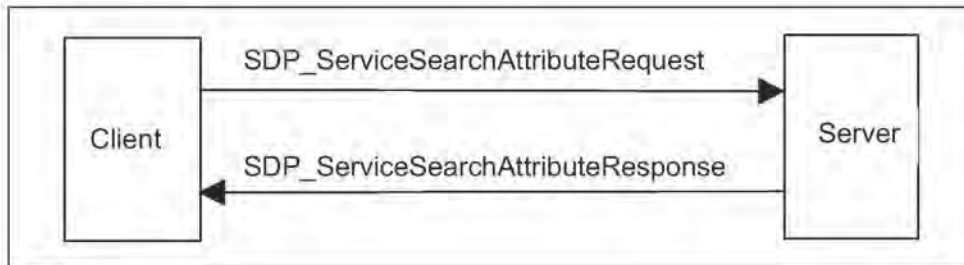 SDP_ServiceSearchAttributeRequest
Client
Server
SDP_ServiceSearchAttributeResponse